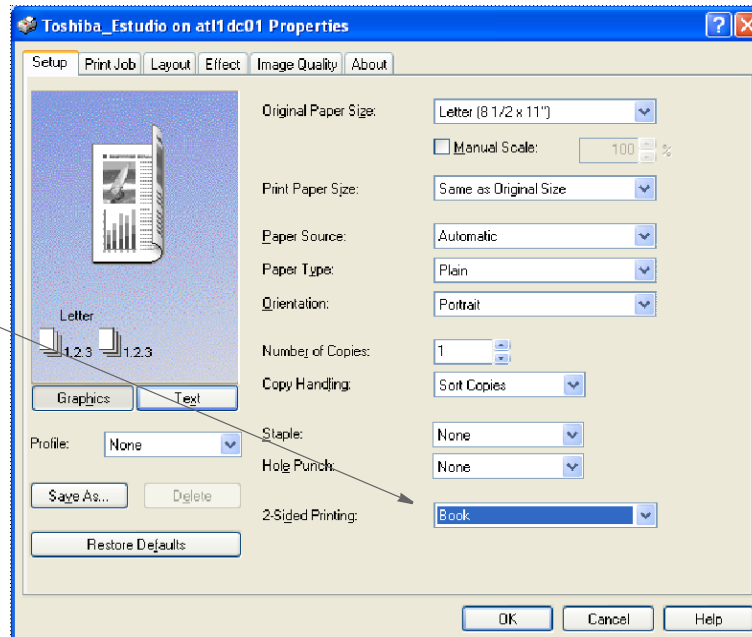 Toshiba_Estudio on atl1dc01 Properties
Setup Print Job Layout Effect Image Quality About
Original Paper Size: Letter (8 1/2 x 11")
Manual Scale: 100 %
Print Paper Size: Same as Original Size
Paper Source: Automatic
Paper Type: Plain
Orientation: Portrait
Letter
1.2.3 1.2.3
Number of Copies: 1
Copy Handling: Sort Copies
Graphics Text
Profile: None
Staple: None
Hole Punch: None
Save As... Delete
2-Sided Printing: Book
Restore Defaults
OK Cancel Help